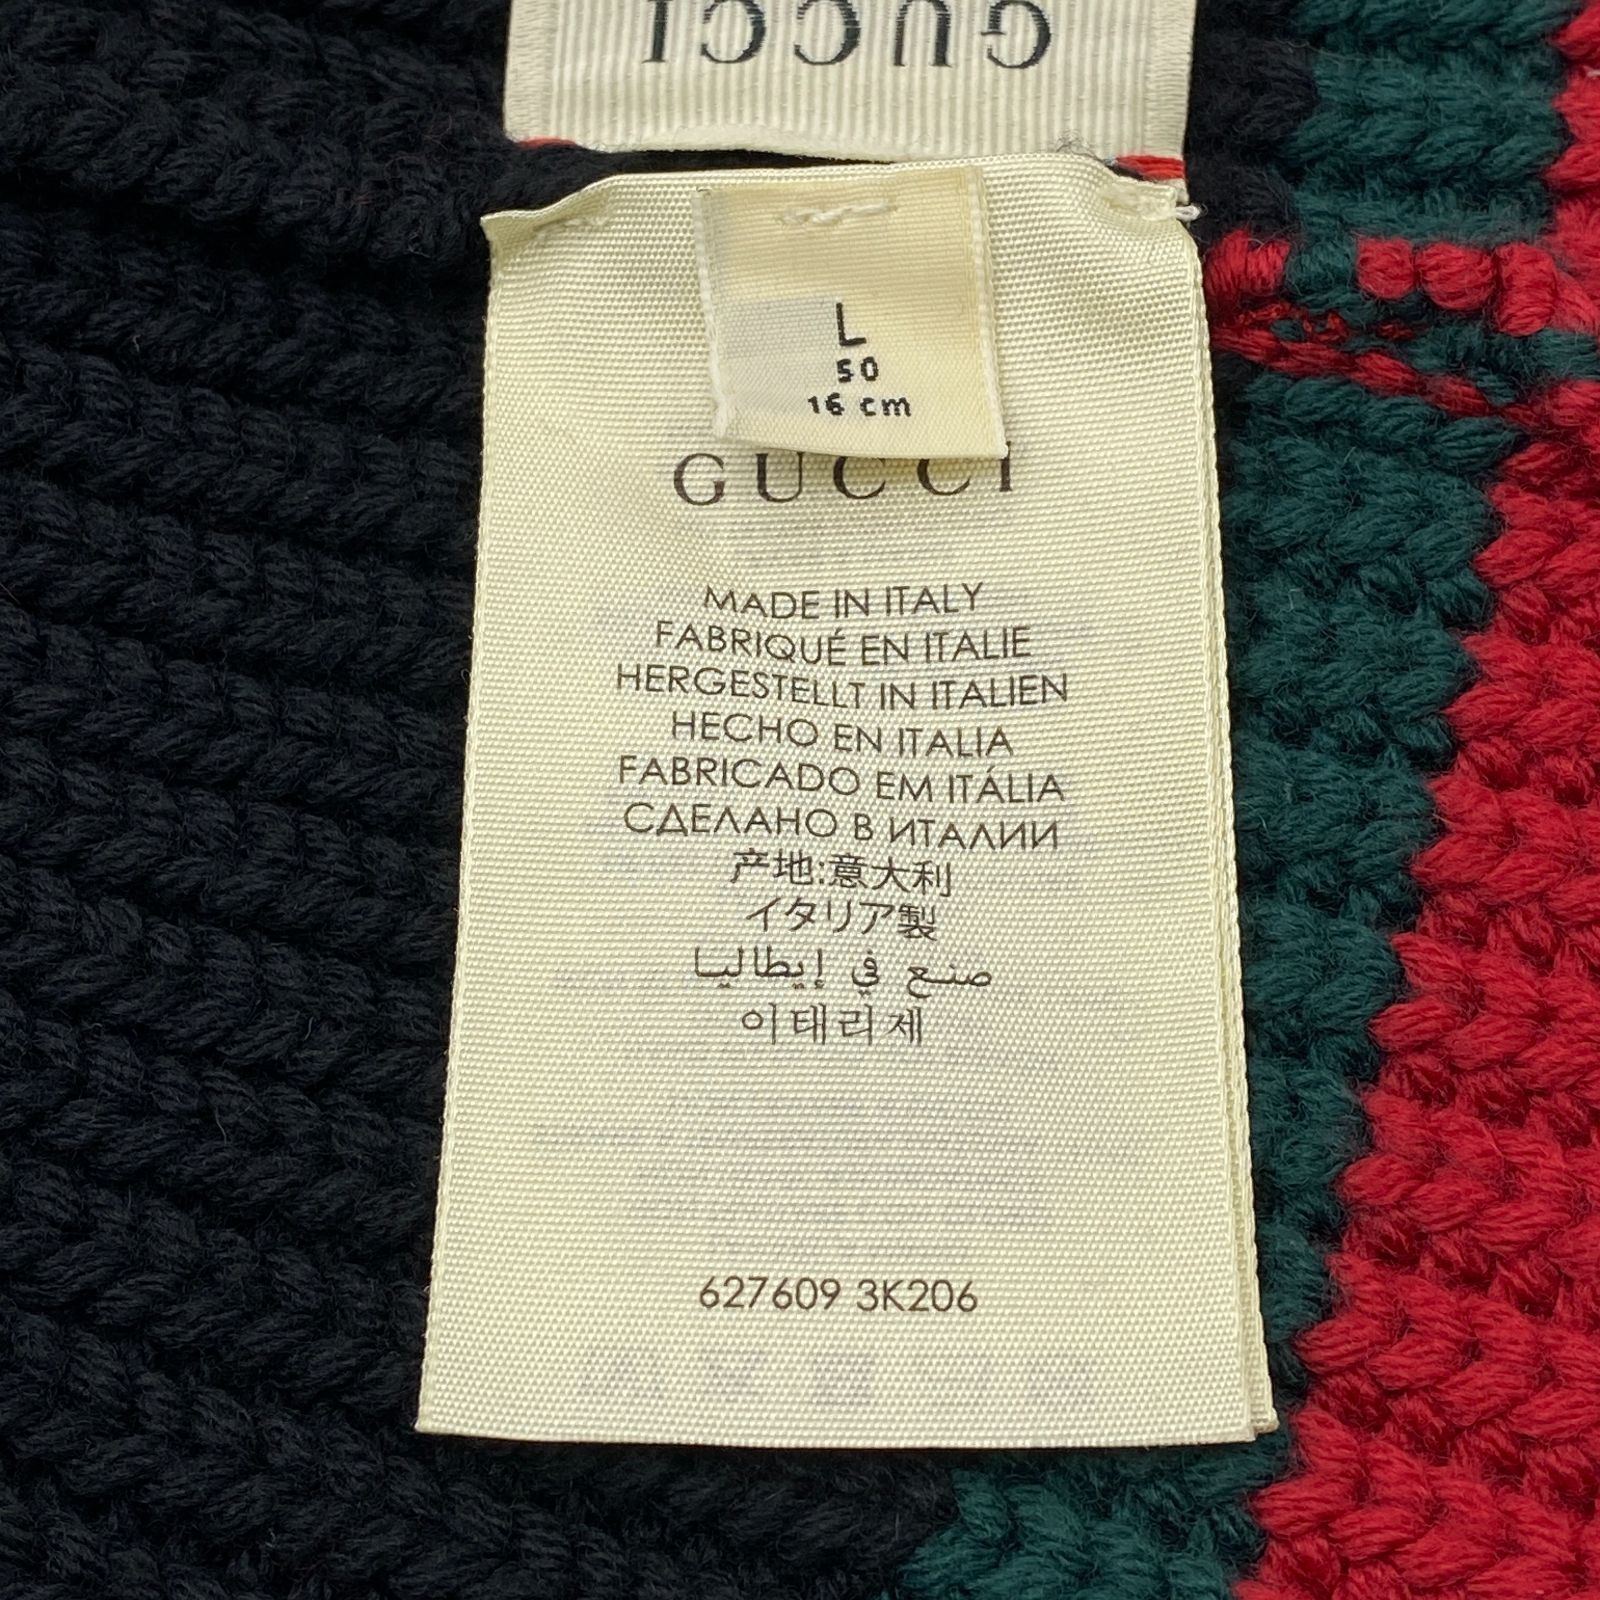 GUCCI
L
50
16 cm
GUCCI
MADE IN ITALY
FABRIQUÉ EN ITALIE
HERGESTELLT IN ITALIEN
HECHO EN ITALIA
FABRICADO EM ITÁLIA
СДЕЛАНО В ИТАЛИИ
产地:意大利
イタリア製
صنع في إيطاليا
이태리제
627609 3K206